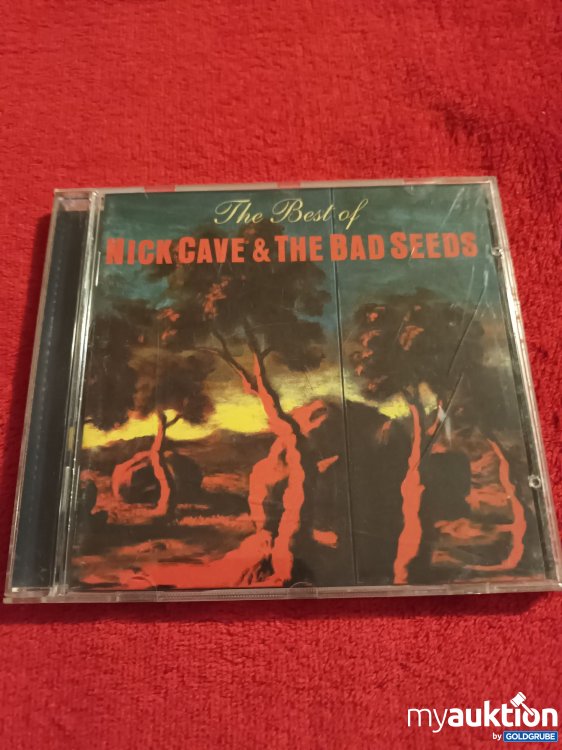 The Best of
NICK CAVE & THE BAD SEEDS
myauktion
by GOLDGRUBE